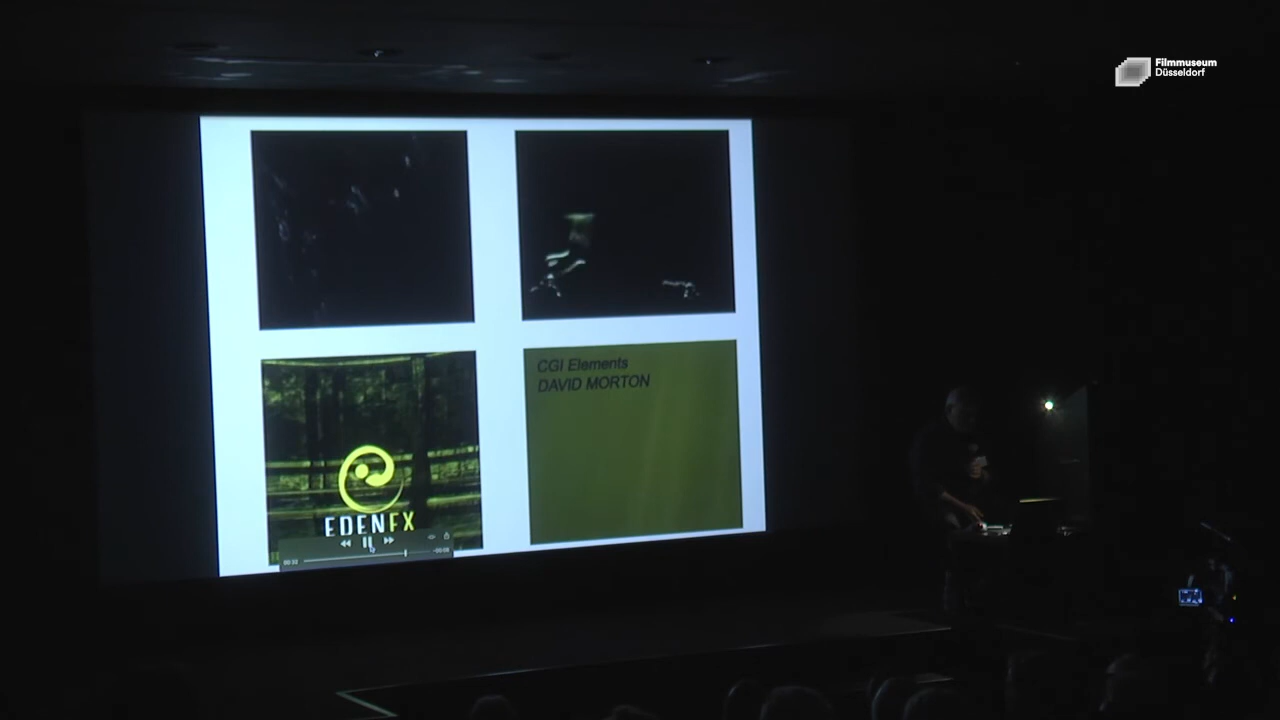 Filmmuseum
Düsseldorf
CGI Elements
DAVID MORTON
EDENFX